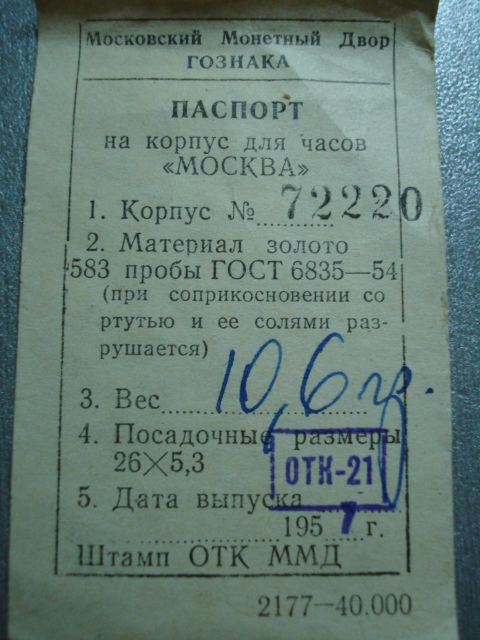 Московский Монетный Двор
ГОЗНАКА
ПАСПОРТ
на корпус для часов
«МОСКВА»
1. Корпус № 72220
2. Материал золото
583 пробы ГОСТ 6835—54
(при соприкосновении со
ртутью и ее солями раз-
рушается)
3. Вес 10,6 гр.
4. Посадочные размеры
26×5,3
ОТК-21
5. Дата выпуска
1957 г.
Штамп ОТК ММД
2177—40.000